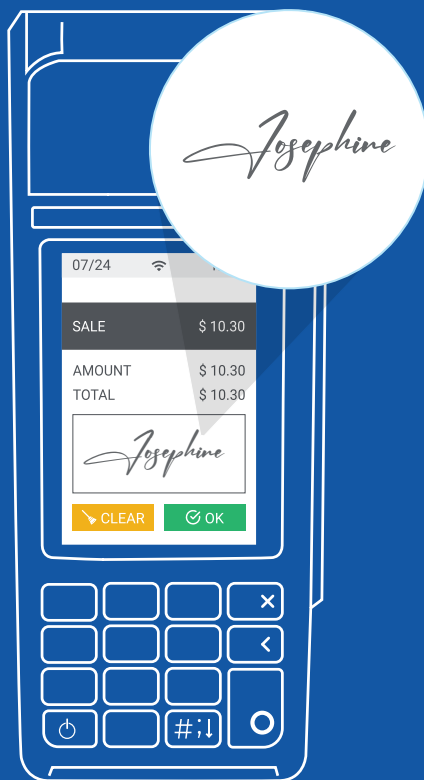 Josephine
07/24
SALE $ 10.30
AMOUNT $ 10.30
TOTAL $ 10.30
Josephine
CLEAR OK
#;↓